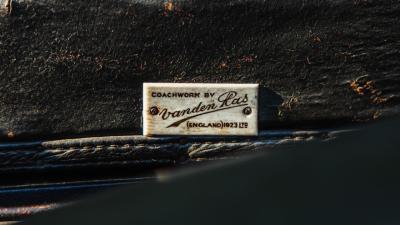 COACHWORK BY
Vanden Plas
(ENGLAND) 1923 LTD